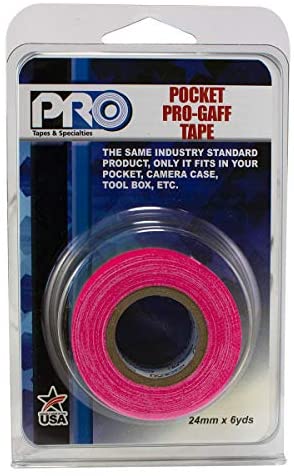 PRO
Tapes & Specialties
POCKET
PRO-GAFF
TAPE
THE SAME INDUSTRY STANDARD
PRODUCT, ONLY IT FITS IN YOUR
POCKET, CAMERA CASE,
TOOL BOX, ETC.
USA
24mm x 6yds